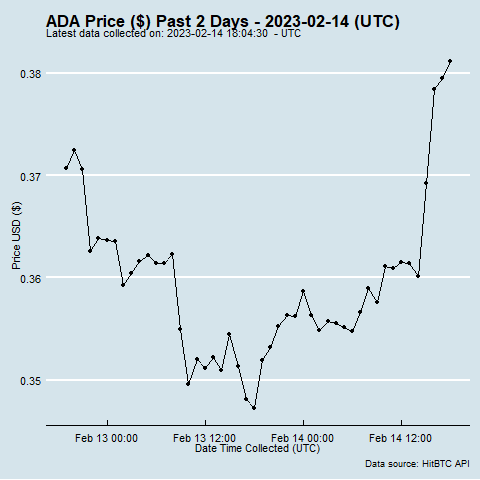 ADA Price ($) Past 2 Days - 2023-02-14 (UTC)
Latest data collected on: 2023-02-14 18:04:30  - UTC
0.38
0.37
0.36
0.35
Price USD ($)
Feb 13 00:00 Feb 13 12:00 Feb 14 00:00 Feb 14 12:00
Date Time Collected (UTC)
Data source: HitBTC API